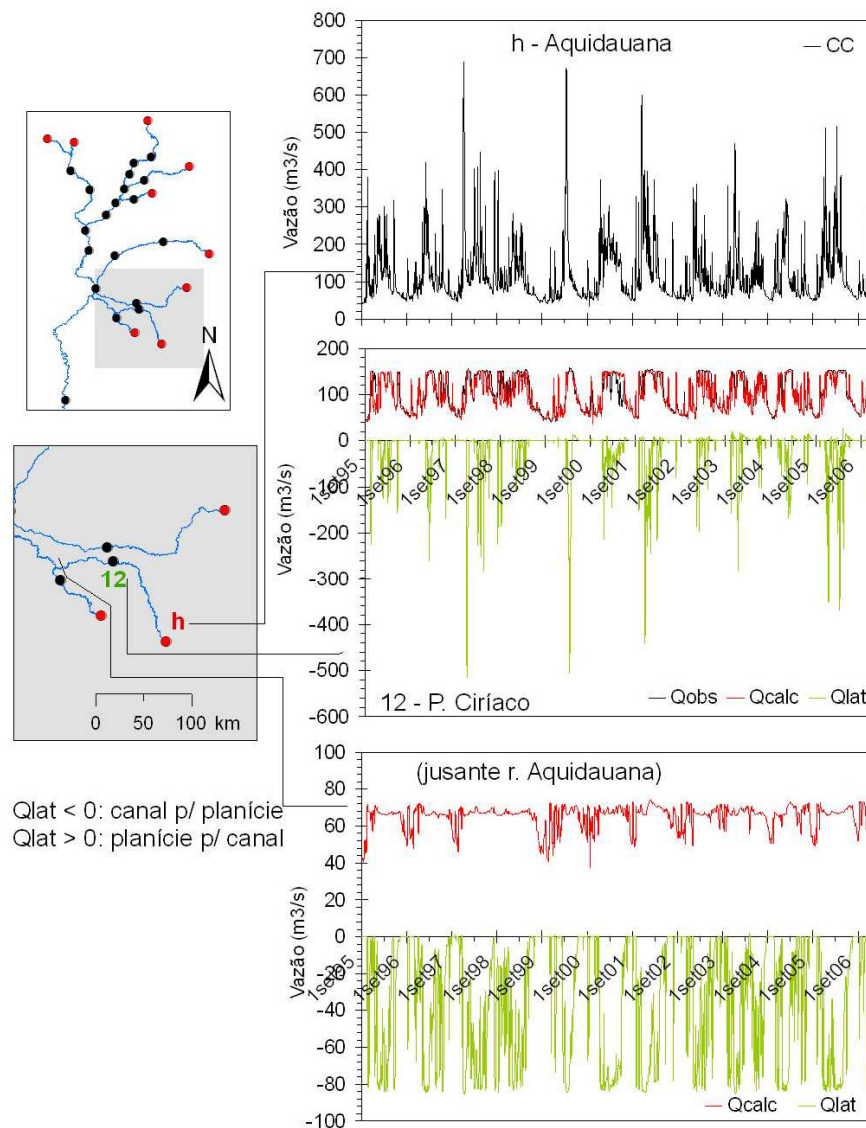 h - Aquidauana
CC
Vazão (m3/s)
800
700
600
500
400
300
200
100
0
N
200
100
0
-100
-200
-300
-400
-500
-600
Vazão (m3/s)
1set95
1set96
1set97
1set98
1set99
1set00
1set01
1set02
1set03
1set04
1set05
1set06
12 - P. Ciríaco
Qobs
Qcalc
Qlat
12
h
0 50 100 km
Qlat < 0: canal p/ planície
Qlat > 0: planície p/ canal
(jusante r. Aquidauana)
Vazão (m3/s)
100
80
60
40
20
0
-20
-40
-60
-80
-100
1set95
1set96
1set97
1set98
1set99
1set00
1set01
1set02
1set03
1set04
1set05
1set06
Qcalc
Qlat